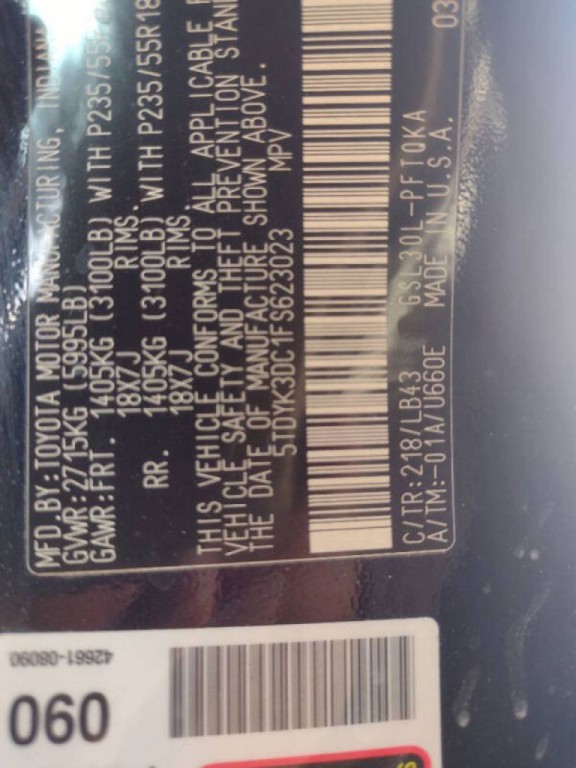 MFD.BY:TOYOTA MOTOR MANUFACTURING, INDIANA
GVWR:2715KG (5995LB)
GAWR:FRT. 1405KG (3100LB) WITH P235/55R18
18X7J RIMS.
RR. 1405KG (3100LB) WITH P235/55R18
18X7J RIMS.
THIS VEHICLE CONFORMS TO ALL APPLICABLE
VEHICLE SAFETY AND THEFT PREVENTION
THE DATE OF MANUFACTURE SHOWN ABOVE.
5TDYK3DC1FS623023 MPV
C/TR:218/LB43 GSL30L-PFTQKA 03
A/TM:-01A/U660E MADE IN U.S.A.
42661-08090
090